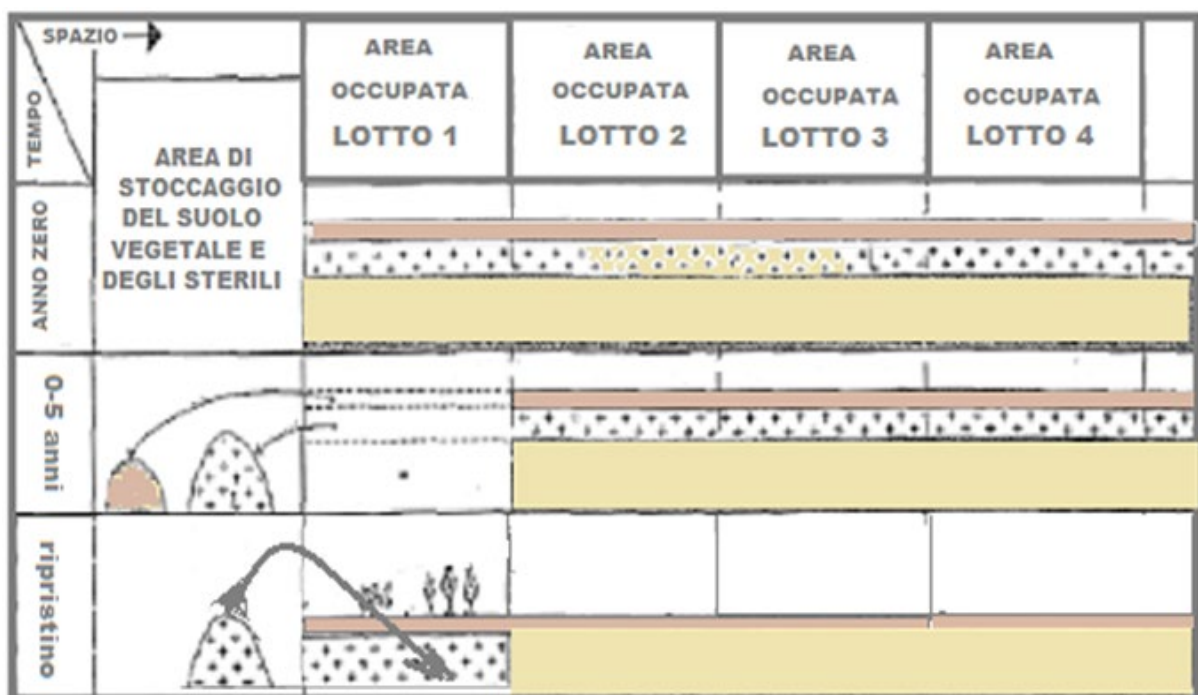 SPAZIO
TEMPO
AREA
OCCUPATA
LOTTO 1
AREA
OCCUPATA
LOTTO 2
AREA
OCCUPATA
LOTTO 3
AREA
OCCUPATA
LOTTO 4
AREA DI
STOCCAGGIO
DEL SUOLO
VEGETALE E
DEGLI STERILI
ANNO ZERO
0-5 anni
ripristino